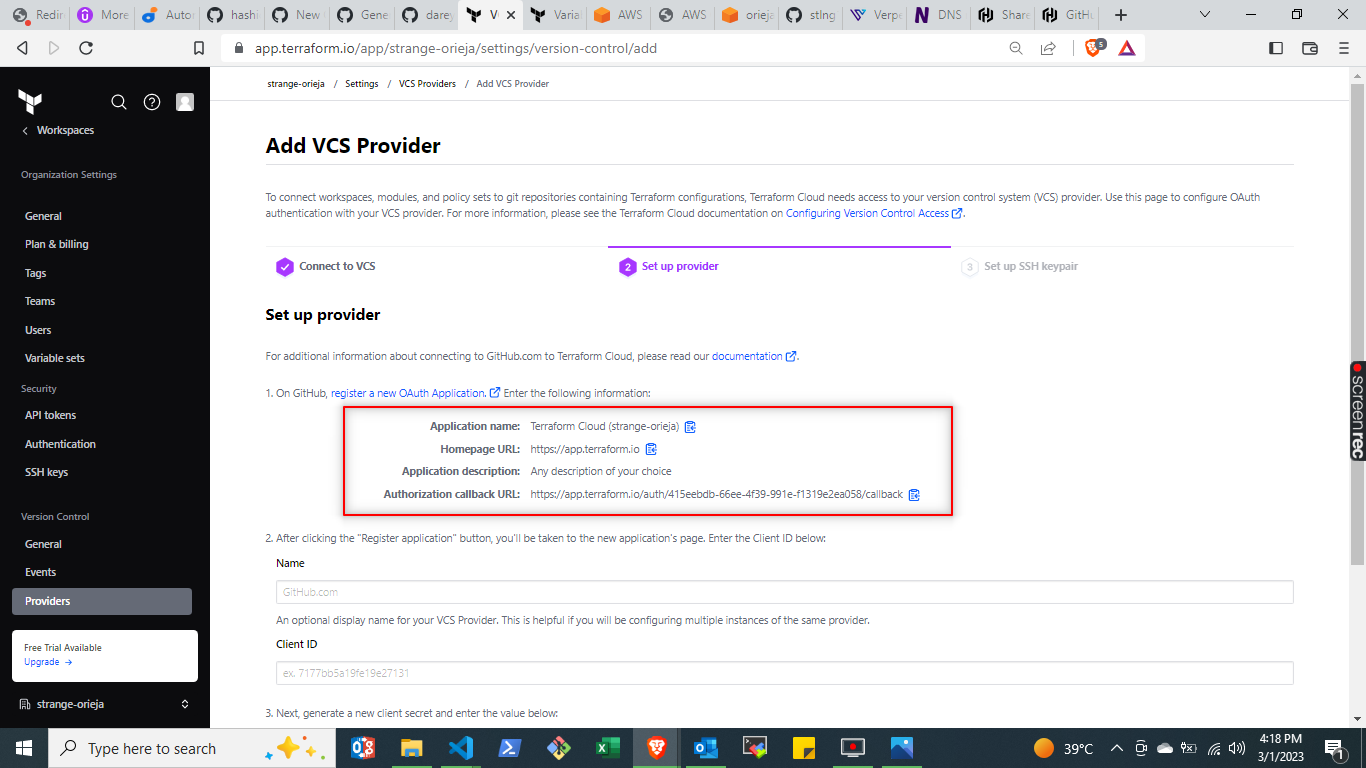 Redir
More
Auto
hashi
New
Gene
darey
V
Varia
AWS
AWS
orieja
stlng
Verpe
DNS
Share
GitHu
app.terraform.io/app/strange-orieja/settings/version-control/add
5
strange-orieja / Settings / VCS Providers / Add VCS Provider
Workspaces
Organization Settings
General
Plan & billing
Tags
Teams
Users
Variable sets
Security
API tokens
Authentication
SSH keys
Version Control
General
Events
Providers
Free Trial Available
Upgrade →
strange-orieja
Add VCS Provider
To connect workspaces, modules, and policy sets to git repositories containing Terraform configurations, Terraform Cloud needs access to your version control system (VCS) provider. Use this page to configure OAuth
authentication with your VCS provider. For more information, please see the Terraform Cloud documentation on Configuring Version Control Access.
Connect to VCS
2 Set up provider
3 Set up SSH keypair
Set up provider
For additional information about connecting to GitHub.com to Terraform Cloud, please read our documentation.
1. On GitHub, register a new OAuth Application. Enter the following information:
Application name: Terraform Cloud (strange-orieja)
Homepage URL: https://app.terraform.io
Application description: Any description of your choice
Authorization callback URL: https://app.terraform.io/auth/415eebdb-66ee-4f39-991e-f1319e2ea058/callback
2. After clicking the "Register application" button, you'll be taken to the new application's page. Enter the Client ID below:
Name
GitHub.com
An optional display name for your VCS Provider. This is helpful if you will be configuring multiple instances of the same provider.
Client ID
ex. 7177bb5a19fe19e27131
3. Next, generate a new client secret and enter the value below:
screenrec
Type here to search
39°C
4:18 PM
3/1/2023
1